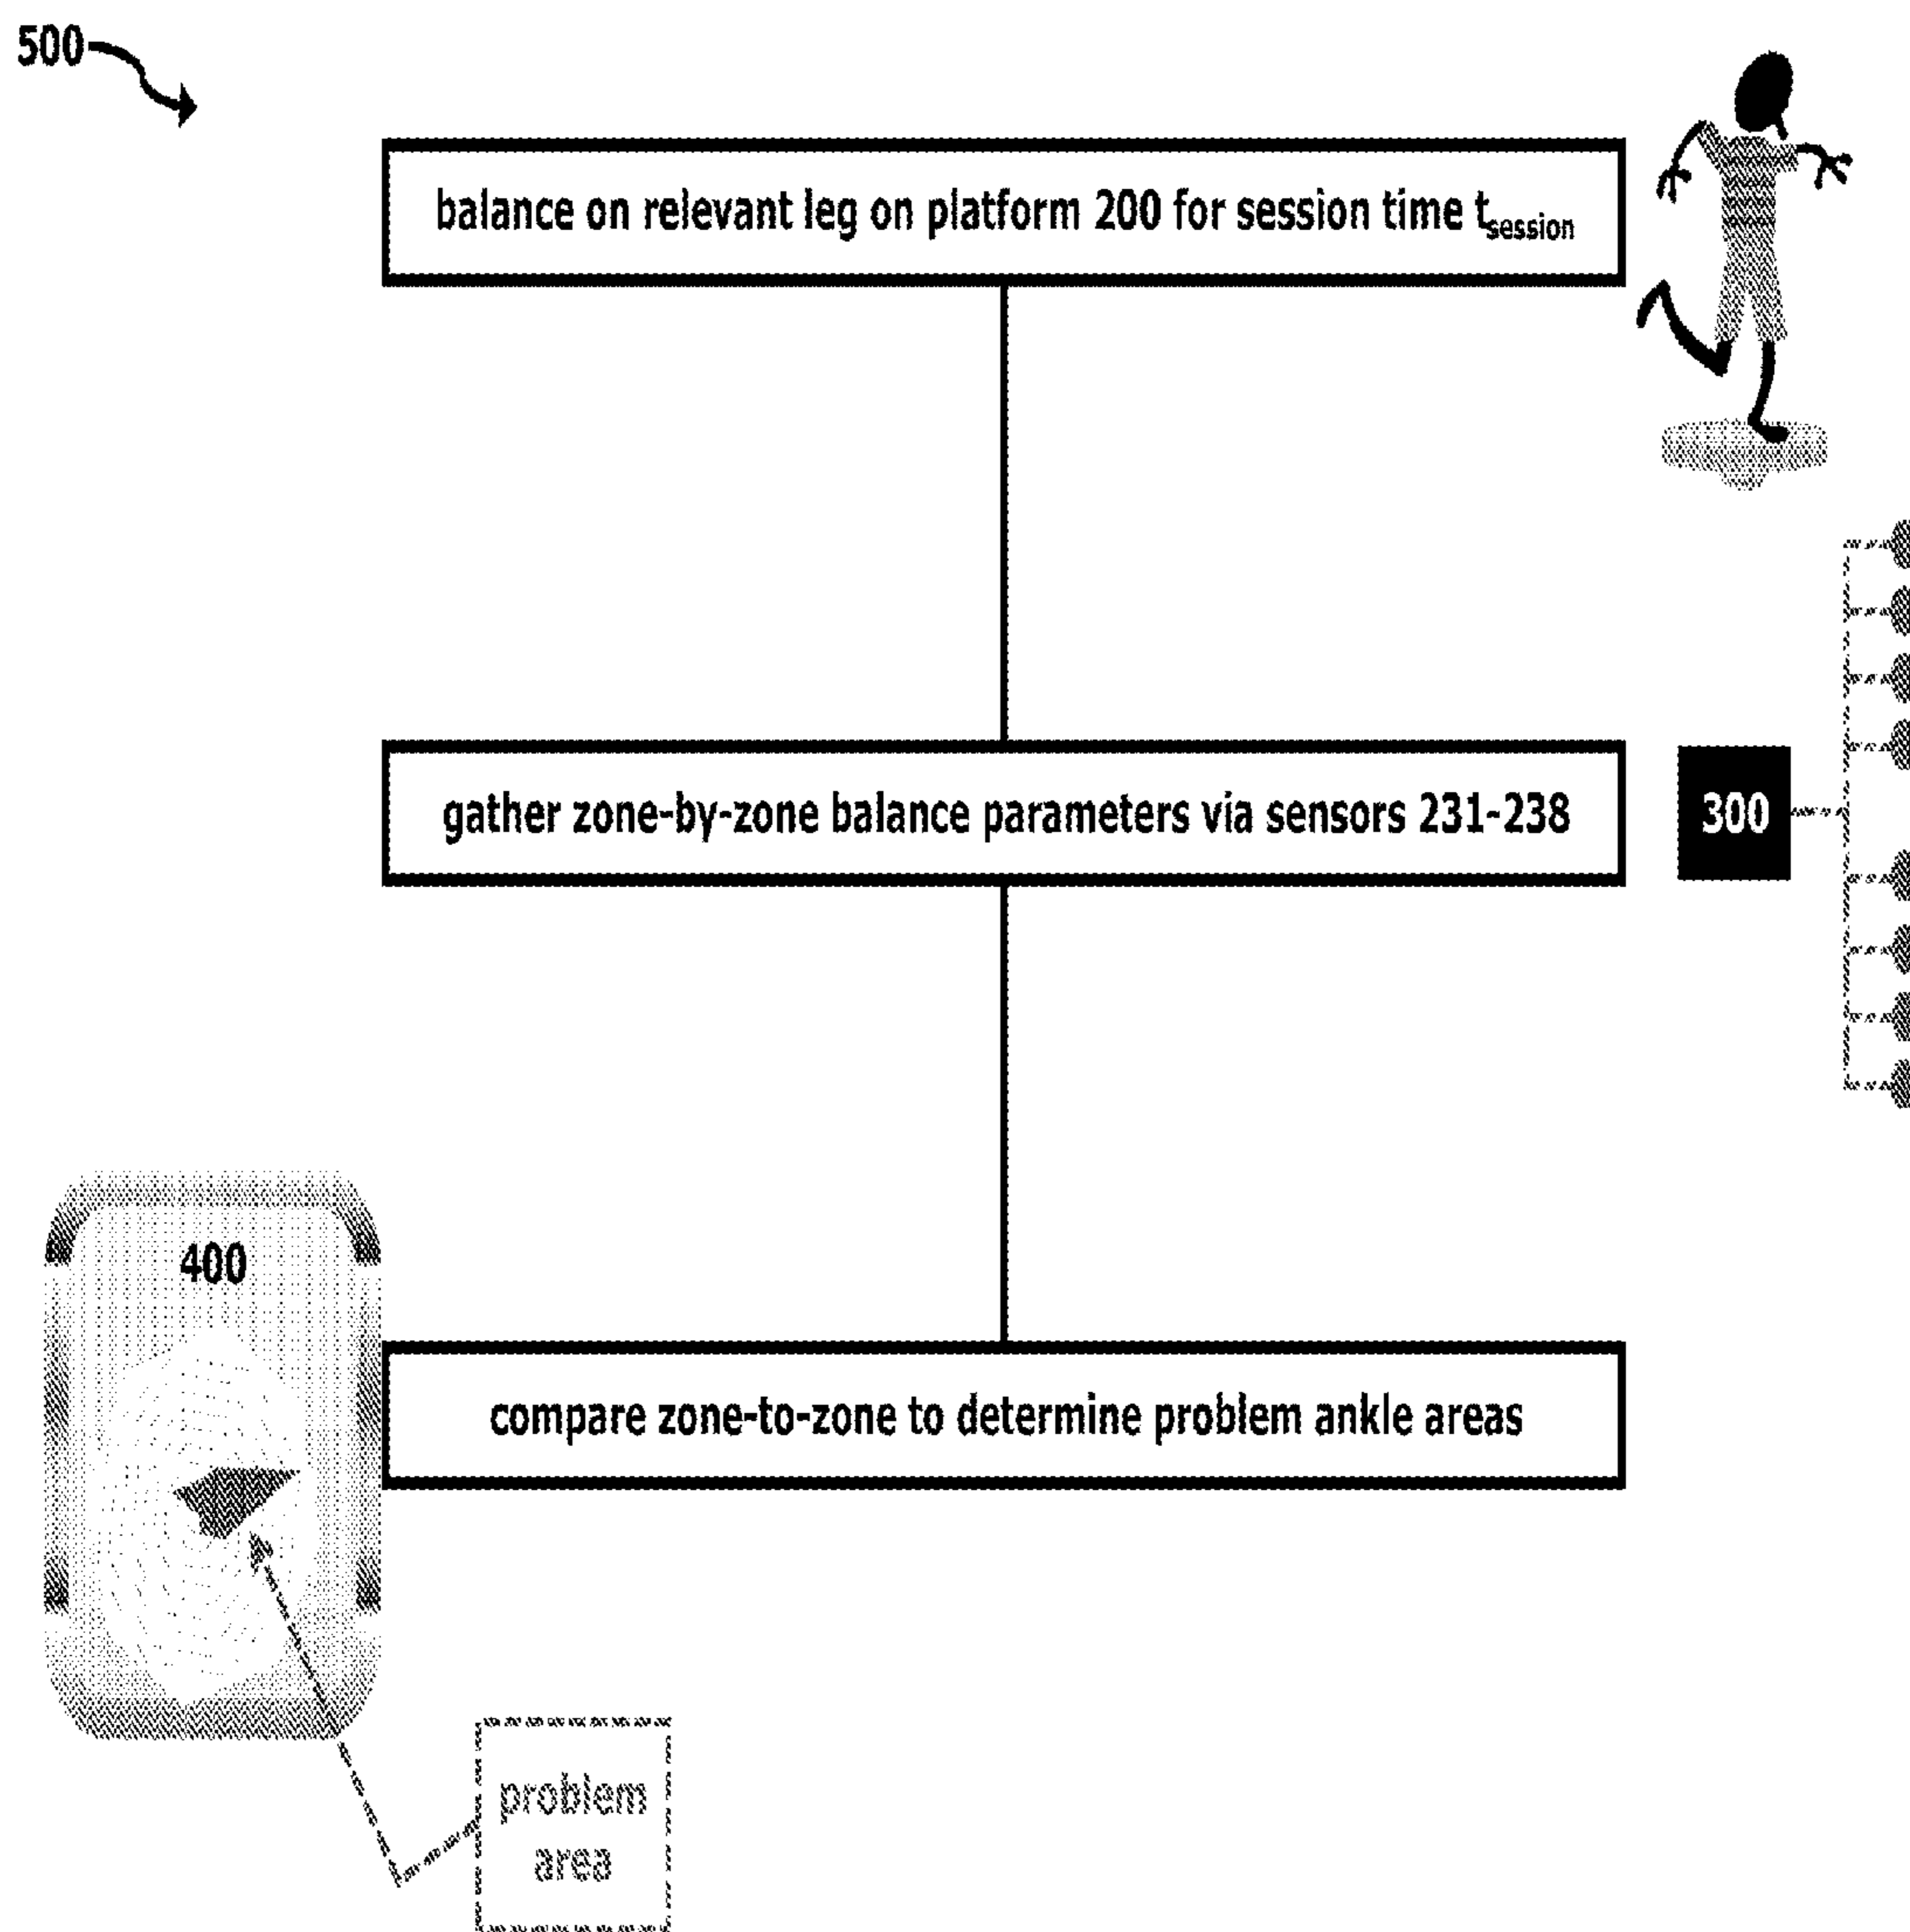 500
balance on relevant leg on platform 200 for session time tsession
gather zone-by-zone balance parameters via sensors 231-238
300
400
compare zone-to-zone to determine problem ankle areas
problem
area